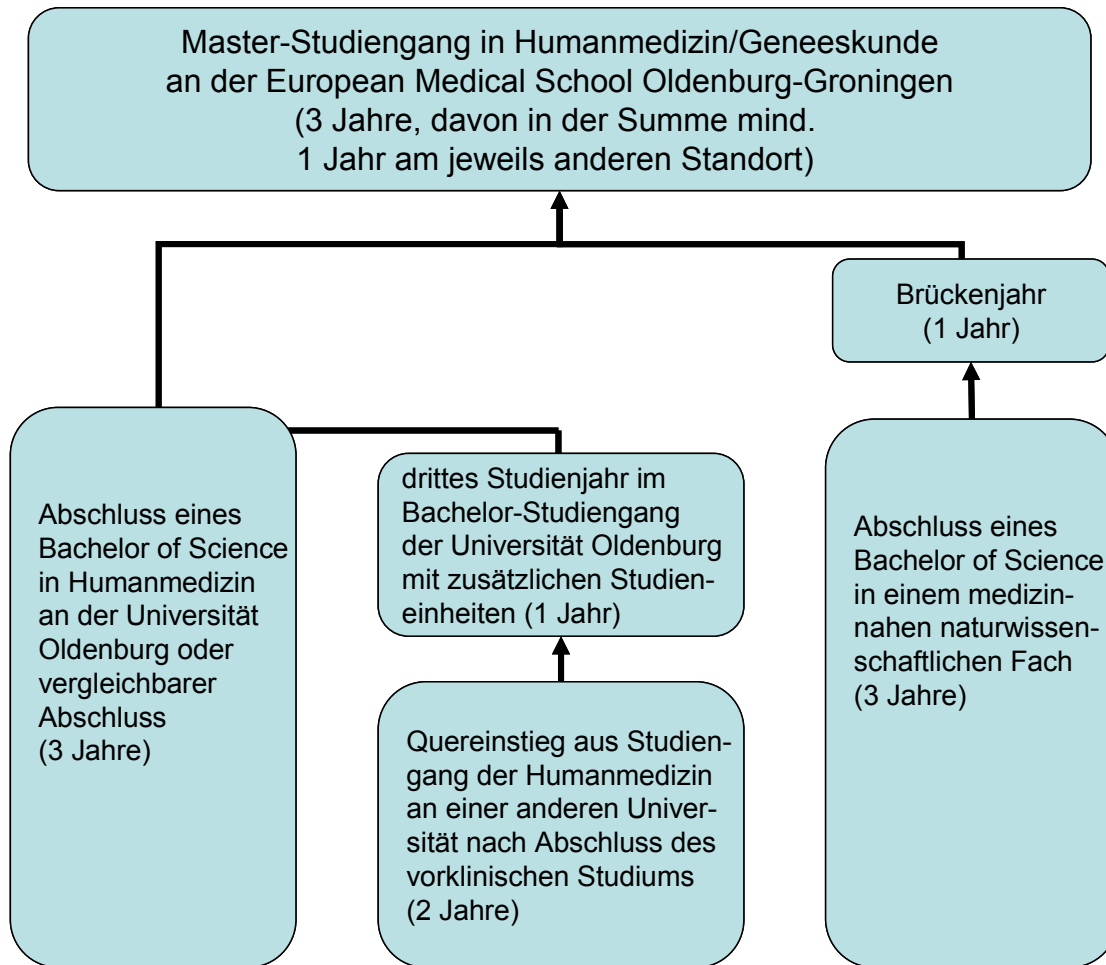 Master-Studiengang in Humanmedizin/Geneeskunde
an der European Medical School Oldenburg-Groningen
(3 Jahre, davon in der Summe mind.
1 Jahr am jeweils anderen Standort)
Brückenjahr
(1 Jahr)
Abschluss eines
Bachelor of Science
in Humanmedizin
an der Universität
Oldenburg oder
vergleichbarer
Abschluss
(3 Jahre)
drittes Studienjahr im
Bachelor-Studiengang
der Universität Oldenburg
mit zusätzlichen Studien-
einheiten (1 Jahr)
Quereinstieg aus Studien-
gang der Humanmedizin
an einer anderen Univer-
sität nach Abschluss des
vorklinischen Studiums
(2 Jahre)
Abschluss eines
Bachelor of Science
in einem medizin-
nahen naturwissen-
schaftlichen Fach
(3 Jahre)